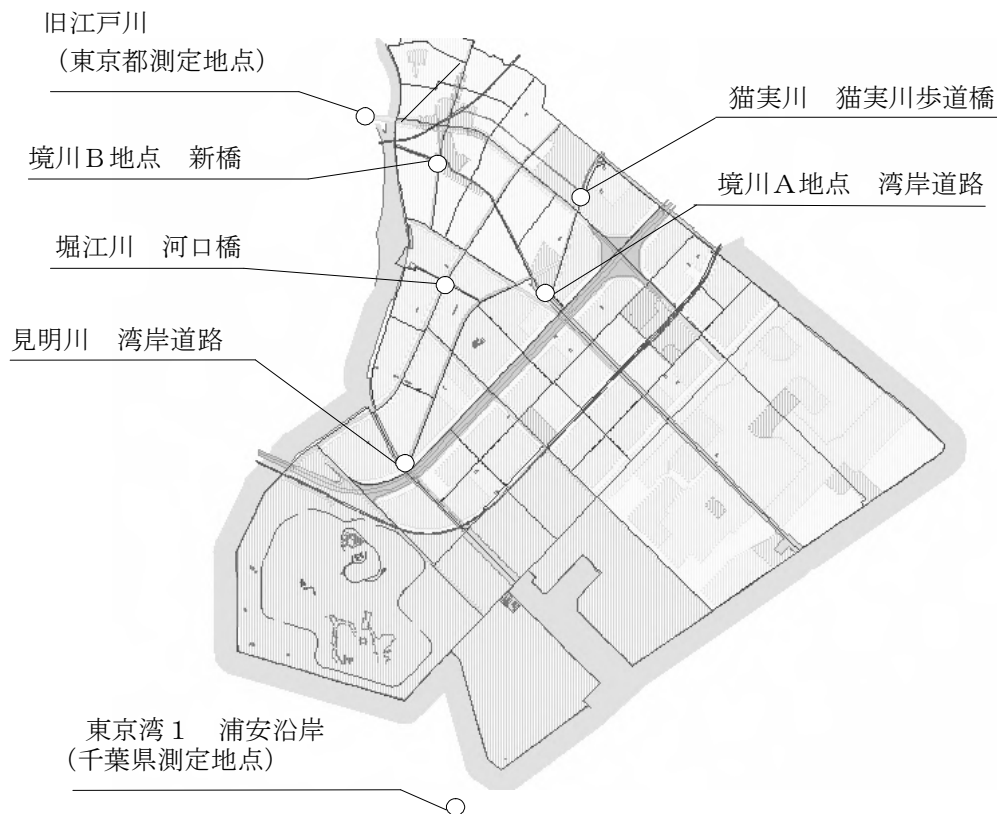 旧江戸川
(東京都測定地点)
猫実川　猫実川歩道橋
境川Ｂ地点　新橋
境川Ａ地点　湾岸道路
堀江川　河口橋
見明川　湾岸道路
東京湾１　浦安沿岸
(千葉県測定地点)